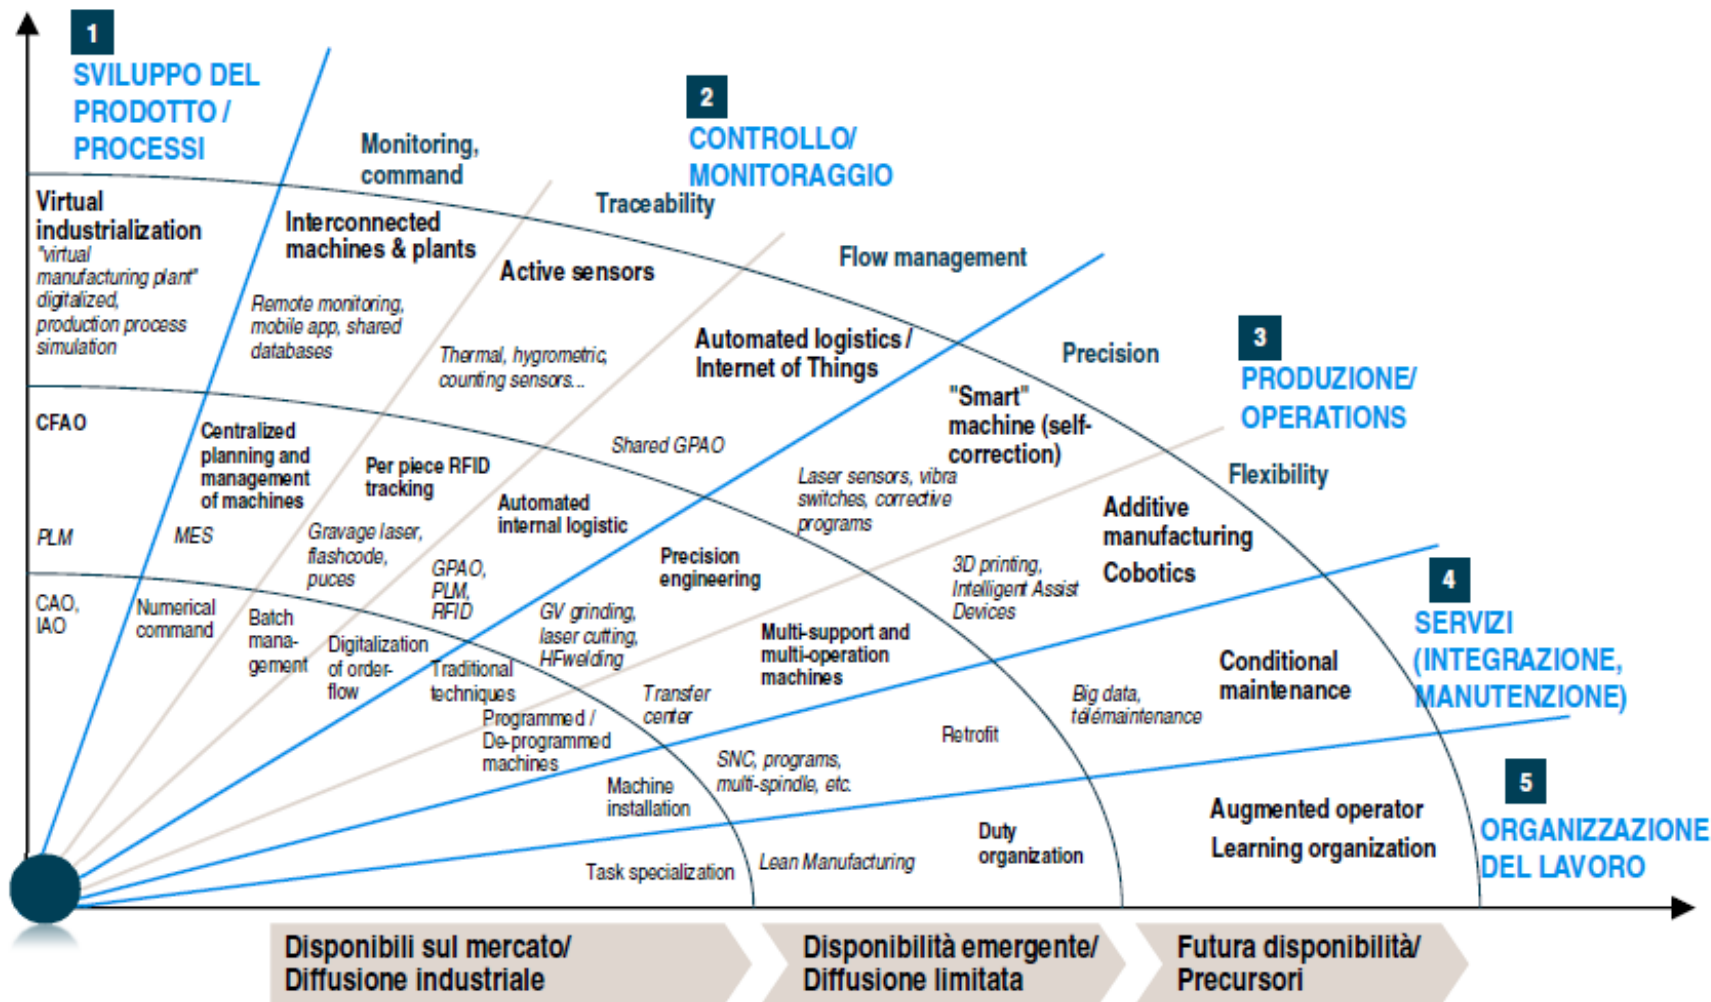 1
SVILUPPO DEL
PRODOTTO /
PROCESSI
2
CONTROLLO/
MONITORAGGIO
Monitoring,
command
Traceability
Flow management
Precision
3
PRODUZIONE/
OPERATIONS
Flexibility
4
SERVIZI
(INTEGRAZIONE,
MANUTENZIONE)
5
ORGANIZZAZIONE
DEL LAVORO
Virtual
industrialization
"virtual
manufacturing plant"
digitalized,
production process
simulation
Interconnected
machines & plants
Remote monitoring,
mobile app, shared
databases
Active sensors
Thermal, hygrometric,
counting sensors...
Automated logistics /
Internet of Things
Shared GPAO
"Smart"
machine (self-
correction)
Laser sensors, vibra
switches, corrective
programs
Additive
manufacturing
Cobotics
3D printing,
Intelligent Assist
Devices
Conditional
maintenance
Big data,
télémaintenance
Augmented operator
Learning organization
CFAO
PLM
Centralized
planning and
management
of machines
MES
Per piece RFID
tracking
Gravage laser,
flashcode,
puces
Automated
internal logistic
GPAO,
PLM,
RFID
Precision
engineering
GV grinding,
laser cutting,
HFwelding
Multi-support and
multi-operation
machines
Transfer
center
Retrofit
SNC, programs,
multi-spindle, etc.
Duty
organization
Lean Manufacturing
CAO,
IAO
Numerical
command
Batch
mana-
gement
Digitalization
of order-
flow
Traditional
techniques
Programmed /
De-programmed
machines
Machine
installation
Task specialization
Disponibili sul mercato/
Diffusione industriale
Disponibilità emergente/
Diffusione limitata
Futura disponibilità/
Precursori